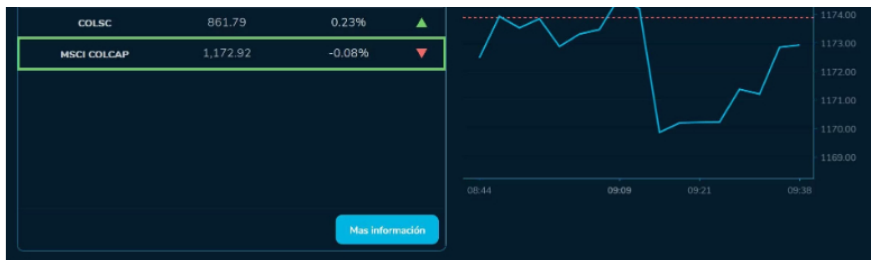 COLSC 861.79 0.23%
MSCI COLCAP 1,172.92 -0.08%
Mas información
1174.00
1173.00
1172.00
1171.00
1170.00
1169.00
08:44 09:09 09:21 09:38